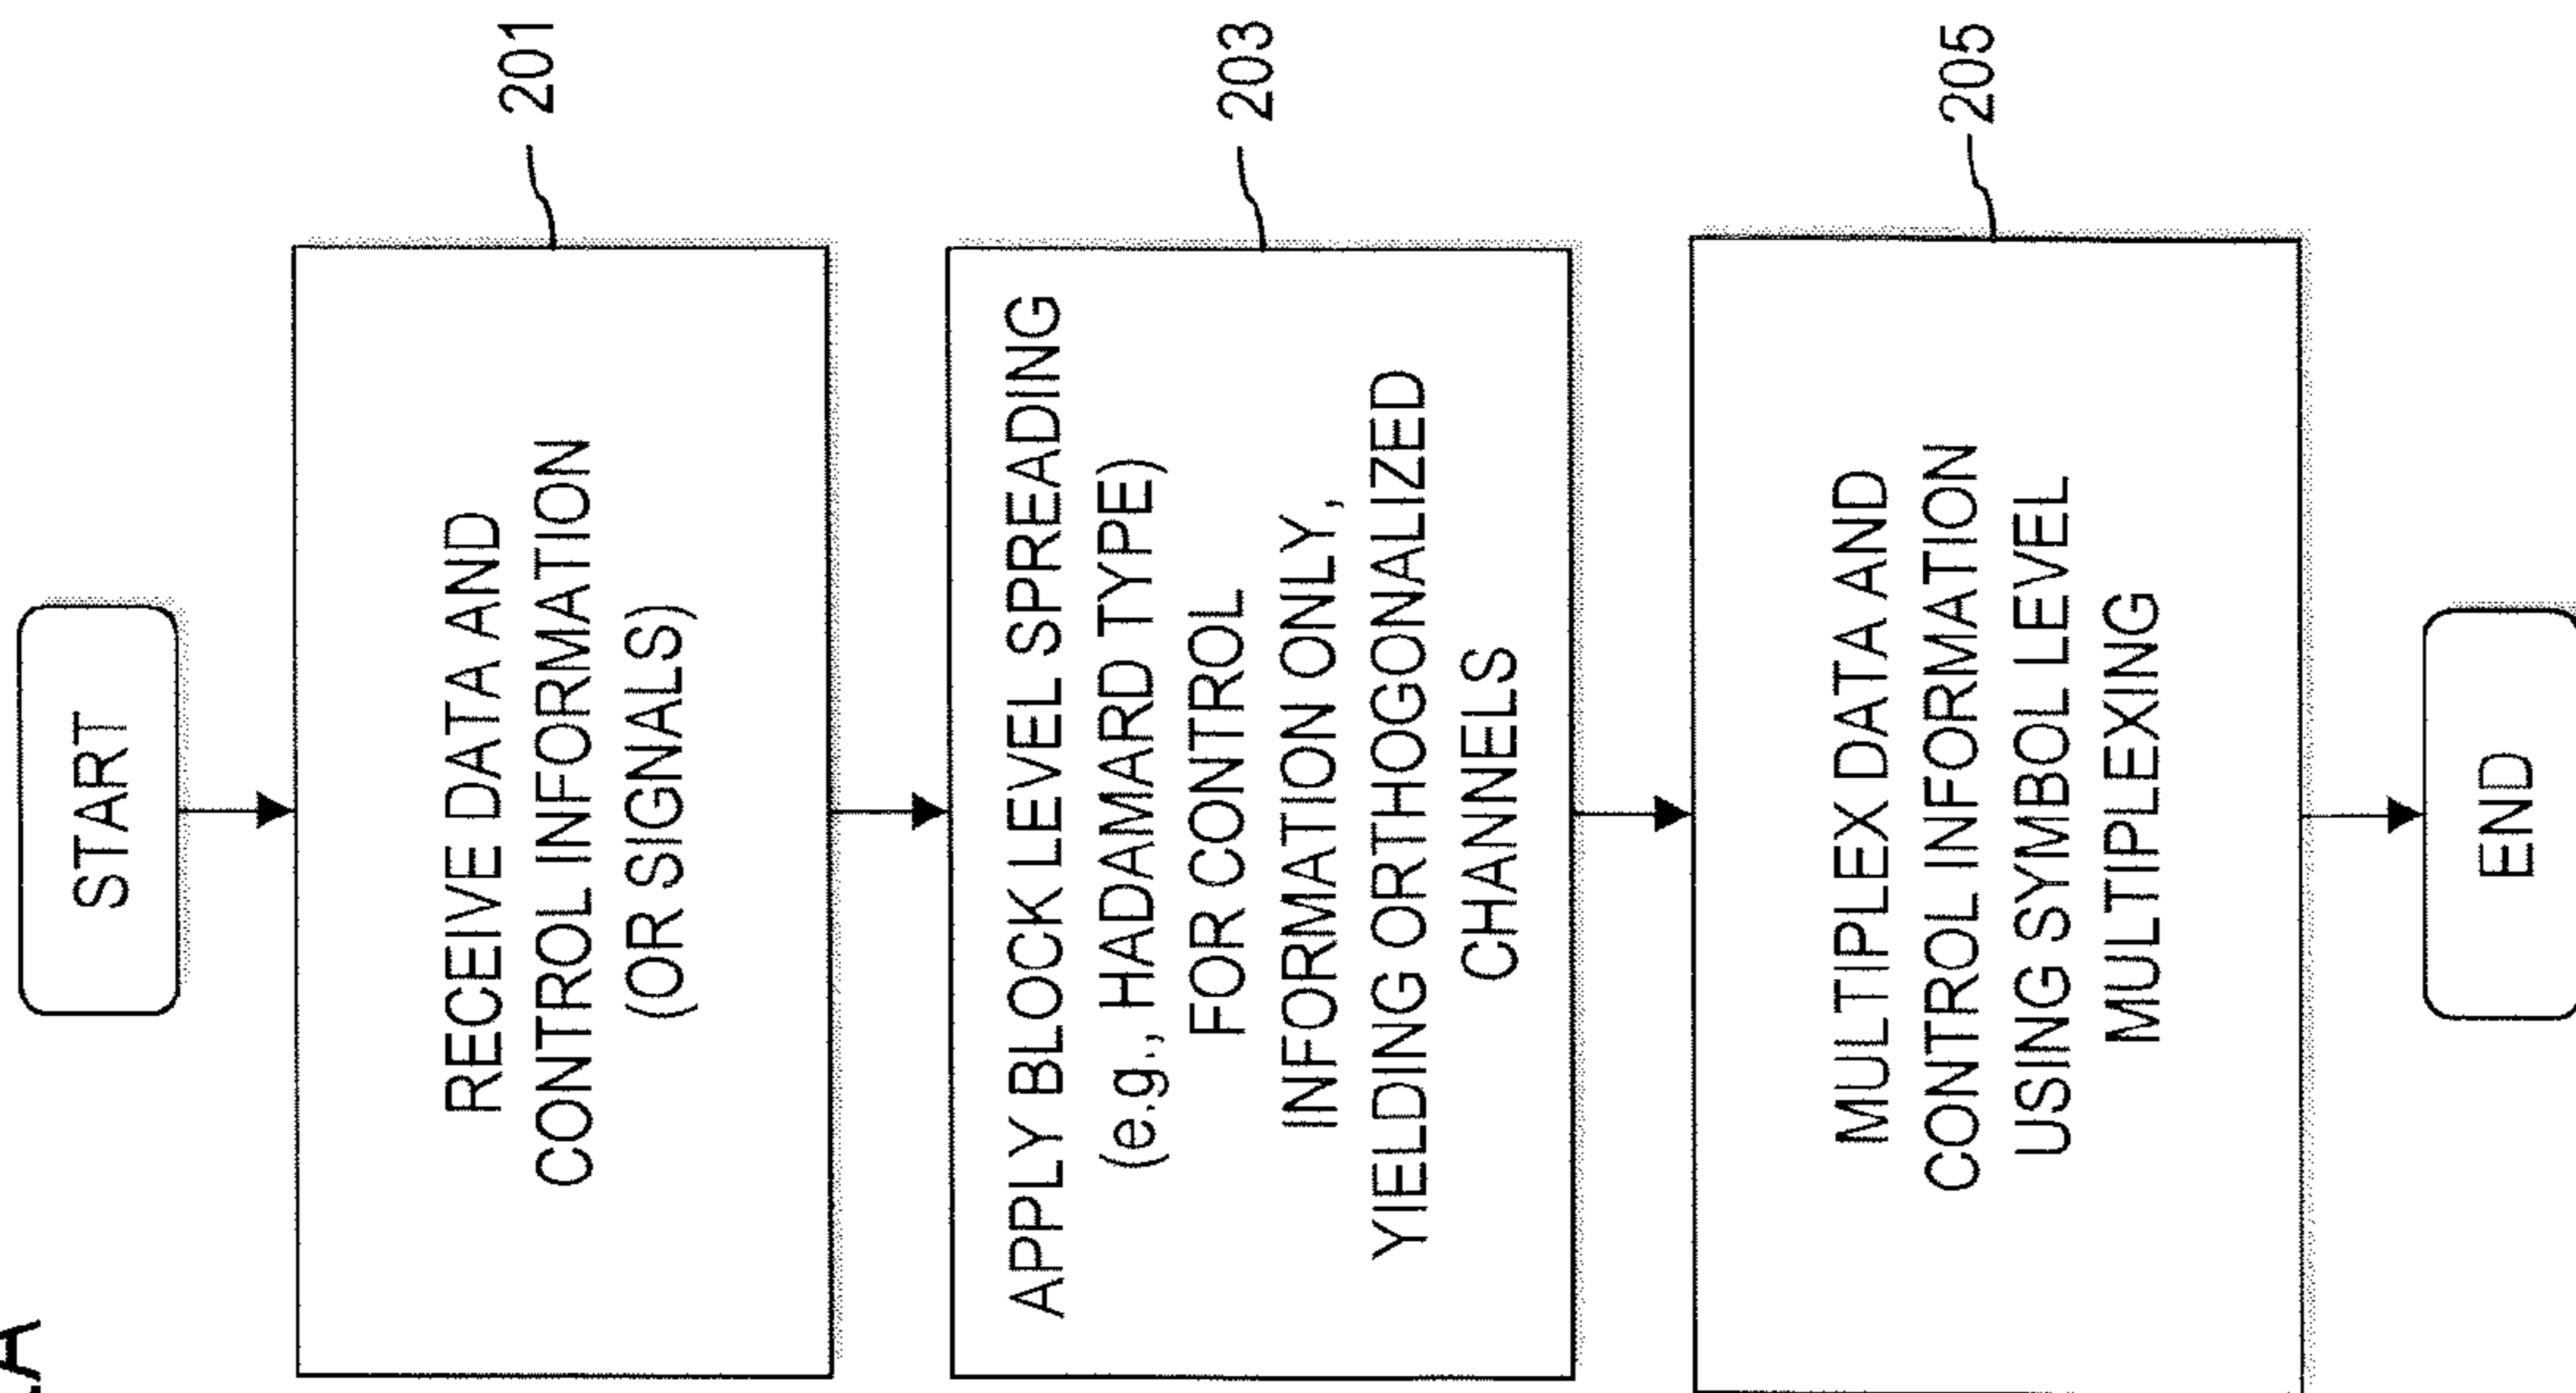 START
RECEIVE DATA AND
CONTROL INFORMATION
(OR SIGNALS)
201
APPLY BLOCK LEVEL SPREADING
(e.g., HADAMARD TYPE)
FOR CONTROL
INFORMATION ONLY,
YIELDING ORTHOGONALIZED
CHANNELS
203
MULTIPLEX DATA AND
CONTROL INFORMATION
USING SYMBOL LEVEL
MULTIPLEXING
205
END